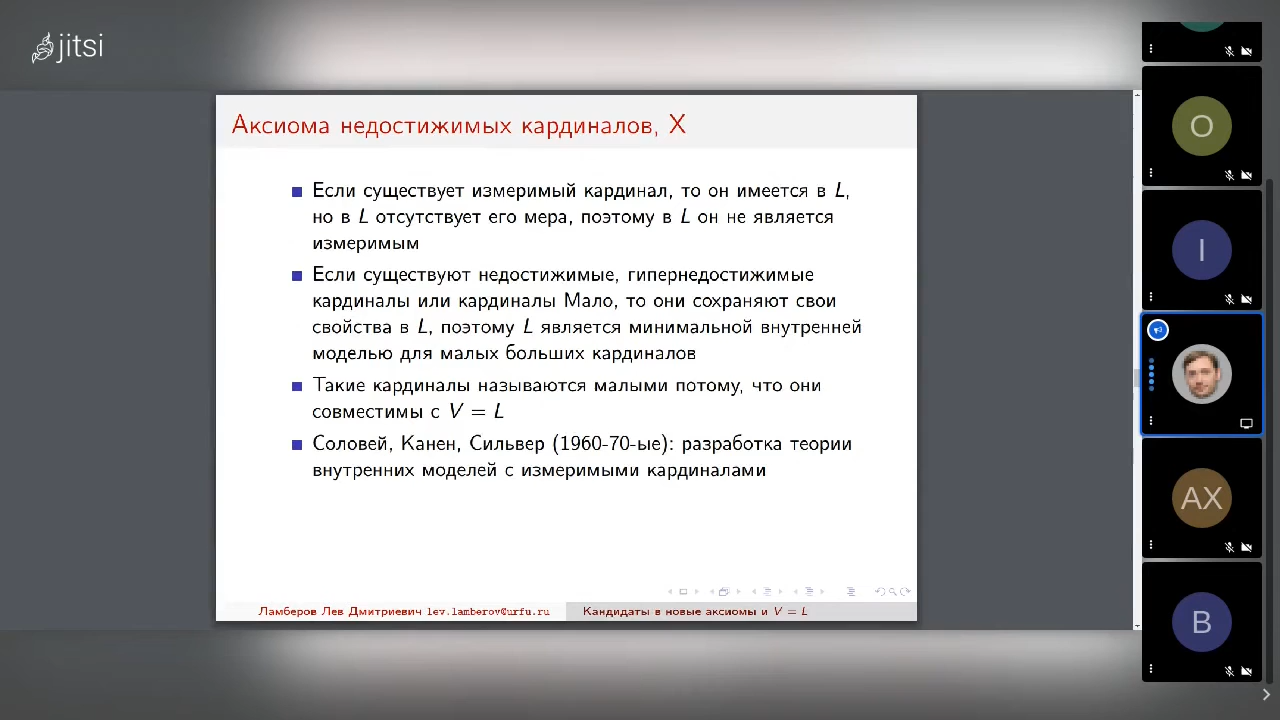 jitsi
Аксиома недостижимых кардиналов, X
Если существует измеримый кардинал, то он имеется в L,
но в L отсутствует его мера, поэтому в L он не является
измеримым
Если существуют недостижимые, гипернедостижимые
кардиналы или кардиналы Мало, то они сохраняют свои
свойства в L, поэтому L является минимальной внутренней
моделью для малых больших кардиналов
Такие кардиналы называются малыми потому, что они
совместимы с V = L
Соловей, Канен, Сильвер (1960-70-ые): разработка теории
внутренних моделей с измеримыми кардиналами
Ламберов Лев Дмитриевич lev.lamberov@urfu.ru
Кандидаты в новые аксиомы и V = L
O
I
AX
B